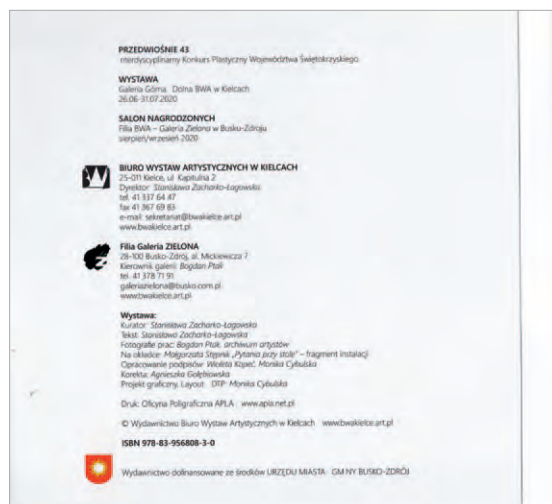 PRZEDWIOŚNIE 43
nterdyscyplinarny Konkurs Plastyczny Województwa Świętokrzyskiego
WYSTAWA
Galeria Górna Dolna BWA w Kielcach
26.06-31.07.2020
SALON NAGRODZONYCH
Filia BWA – Galeria Zielona w Busku-Zdroju
sierpień/wrzesień 2020
BIURO WYSTAW ARTYSTYCZNYCH W KIELCACH
25-011 Kielce, ul Kapitulna 2
Dyrektor: Stanisława Zacharko-Łagowska
tel. 41 337 64 47
fax 41 367 69 83
e-mail: sekretariat@bwakielce.art.pl
www.bwakielce.art.pl
Filia Galeria ZIELONA
28-100 Busko-Zdrój, al. Mickiewicza 7
Kierownik galerii: Bogdan Ptak
tel. 41 378 71 91
galeriazielona@busko.com.pl
www.bwakielce.art.pl
Wystawa:
Kurator: Stanisława Zacharko-Łagowska
Tekst: Stanisława Zacharko-Łagowska
Fotografie prac: Bogdan Ptak, archiwum artystów
Na okładce: Małgorzata Stępnik „Pytania przy stole” – fragment instalacji
Opracowanie podpisów: Wioleta Kopeć, Monika Cybulska
Korekta: Agnieszka Gołębiowska
Projekt graficzny, Layout DTP: Monika Cybulska
Druk: Oficyna Poligraficzna APLA www.apla.net.pl
© Wydawnictwo Biuro Wystaw Artystycznych w Kielcach www.bwakielce.art.pl
ISBN 978-83-956808-3-0
Wydawnictwo dofinansowane ze środków URZĘDU MIASTA GM NY BUSKO-ZDRÓJ